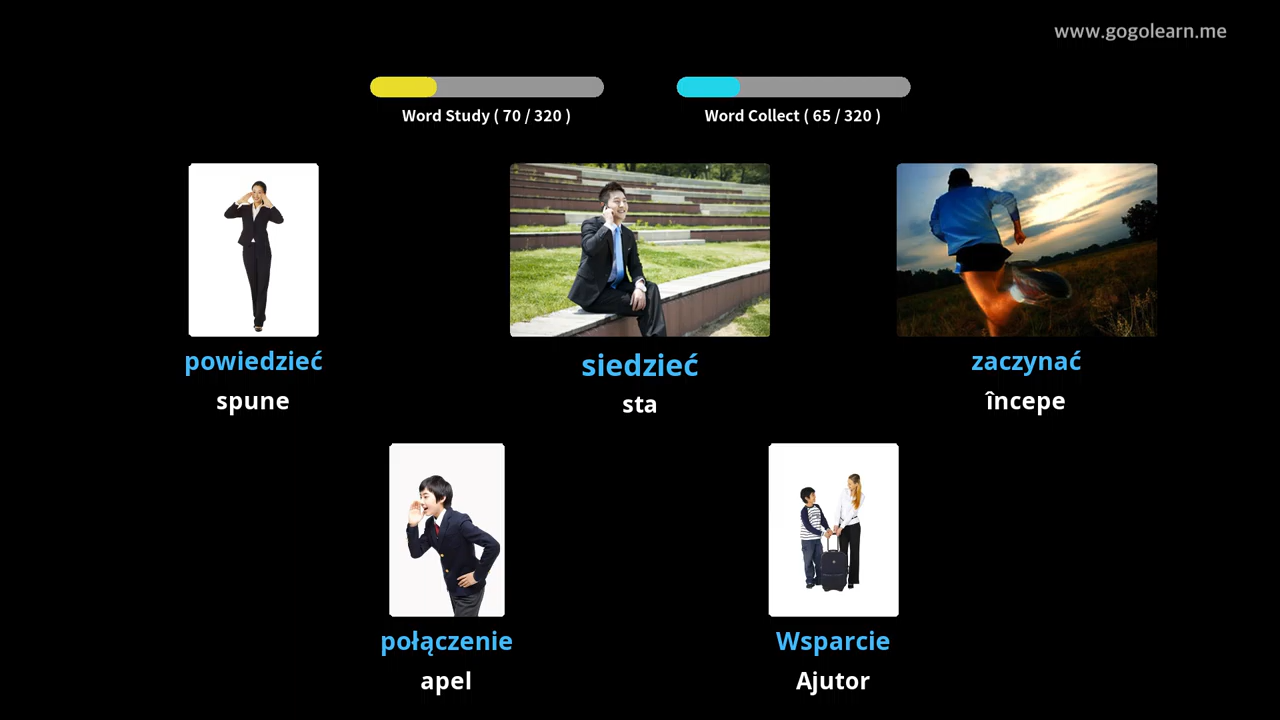 www.gogolearn.me
Word Study ( 70 / 320 )
Word Collect ( 65 / 320 )
powiedzieć
spune
siedzieć
sta
zaczynać
începe
połączenie
apel
Wsparcie
Ajutor